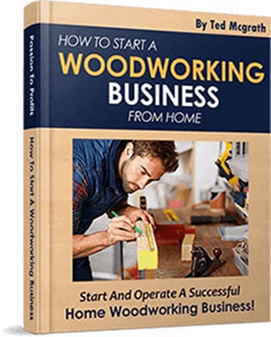 By Ted Mcgrath
HOW TO START A
WOODWORKING
BUSINESS
FROM HOME
Start And Operate A Successful
Home Woodworking Business!
Passion To Profits
How To Start A Woodworking Business